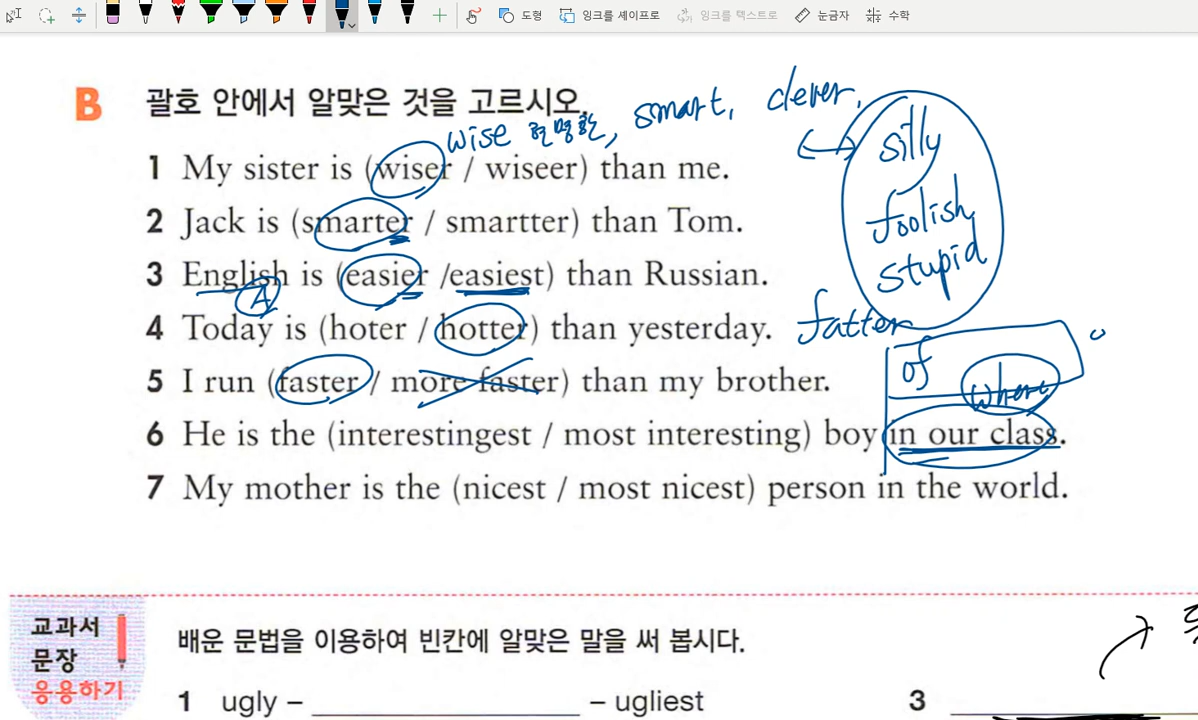 도형 잉크를 셰이프로 잉크를 텍스트로 눈금자 수학
B 괄호 안에서 알맞은 것을 고르시오.
wise 현명한, smart, clever,
silly
foolish
stupid
1 My sister is (wiser / wiseer) than me.
2 Jack is (smarter / smartter) than Tom.
3 English is (easier /easiest) than Russian.
A
4 Today is (hoter / hotter) than yesterday. fatter
of
where
5 I run (faster / more faster) than my brother.
6 He is the (interestingest / most interesting) boy in our class.
7 My mother is the (nicest / most nicest) person in the world.
교과서
문장
응용하기
배운 문법을 이용하여 빈칸에 알맞은 말을 써 봅시다.
1 ugly – ____ – ugliest
3 ____